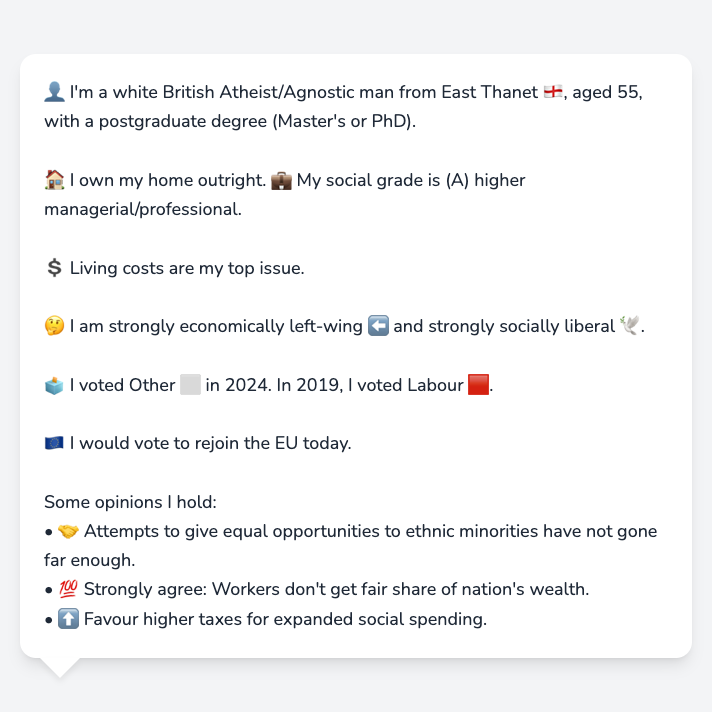 👤 I'm a white British Atheist/Agnostic man from East Thanet 🏴󠁧󠁢󠁥󠁮󠁧󠁿, aged 55,
with a postgraduate degree (Master's or PhD).
🏠 I own my home outright. 💼 My social grade is (A) higher
managerial/professional.
💲 Living costs are my top issue.
🤔 I am strongly economically left-wing ⬅️ and strongly socially liberal 🕊️.
🗳️ I voted Other ⬜ in 2024. In 2019, I voted Labour 🟥.
🇪🇺 I would vote to rejoin the EU today.
Some opinions I hold:
• 🤝 Attempts to give equal opportunities to ethnic minorities have not gone
far enough.
• 💯 Strongly agree: Workers don't get fair share of nation's wealth.
• ⬆️ Favour higher taxes for expanded social spending.